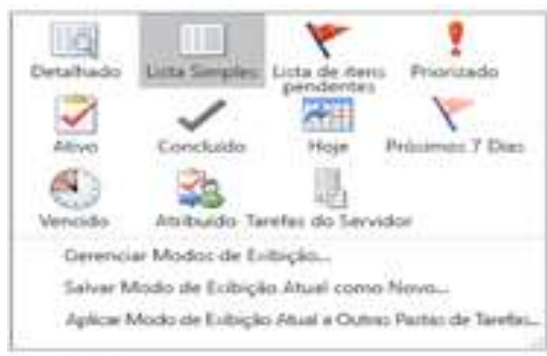 Detalhado Lista Simples Lista de itens pendentes Priorizado
Ativo Concluído Hoje Próximos 7 Dias
Vencido Atribuído Tarefas do Servidor
Gerenciar Modos de Exibição...
Salvar Modo de Exibição Atual como Novo...
Aplicar Modo de Exibição Atual a Outras Pastas de Tarefas...